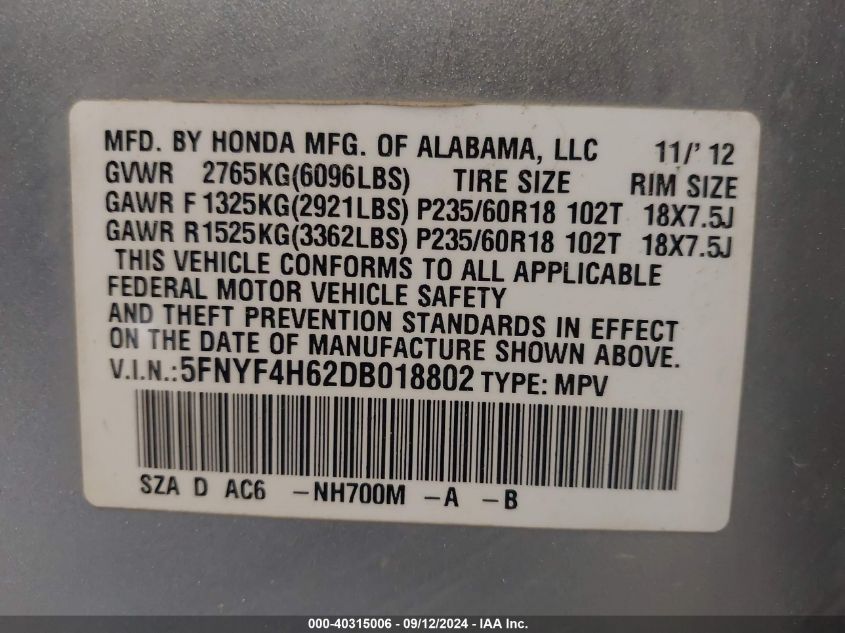 MFD. BY HONDA MFG. OF ALABAMA, LLC 11/' 12
GVWR 2765KG(6096LBS) TIRE SIZE RIM SIZE
GAWR F 1325KG(2921LBS) P235/60R18 102T 18X7.5J
GAWR R1525KG(3362LBS) P235/60R18 102T 18X7.5J
THIS VEHICLE CONFORMS TO ALL APPLICABLE
FEDERAL MOTOR VEHICLE SAFETY
AND THEFT PREVENTION STANDARDS IN EFFECT
ON THE DATE OF MANUFACTURE SHOWN ABOVE.
V.I.N.:5FNYF4H62DB018802 TYPE: MPV
SZA D AC6 -NH700M -A -B
000-40315006 - 09/12/2024 - IAA Inc.